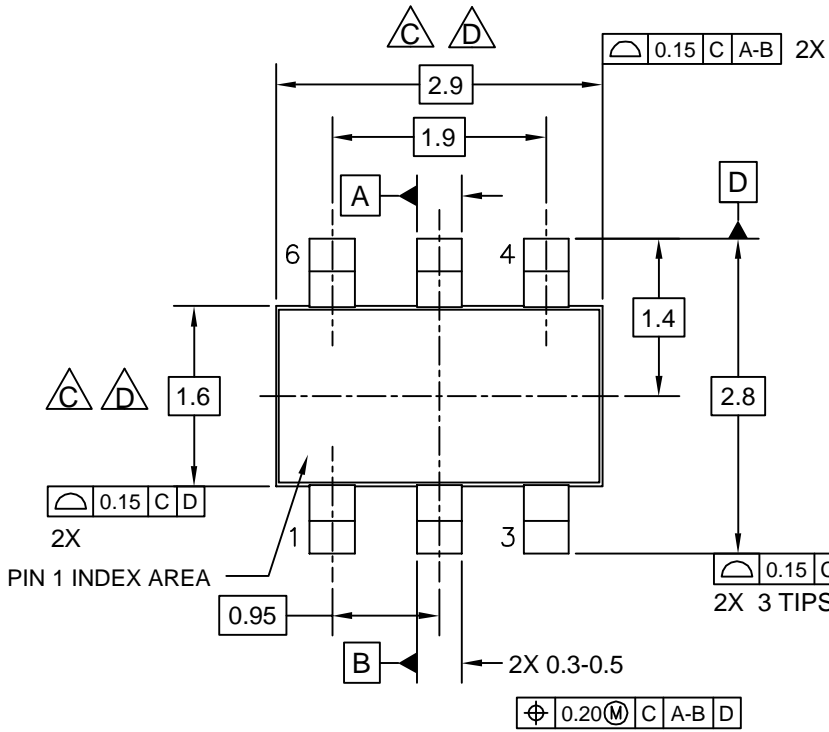 C D
⌓ 0.15 C A-B 2X
2.9
1.9
A
D
6
4
1.4
C D
1.6
2.8
⌓ 0.15 C D
2X
1
3
PIN 1 INDEX AREA
⌓ 0.15 C
2X 3 TIPS
0.95
B
2X 0.3-0.5
⌖ 0.20Ⓜ C A-B D